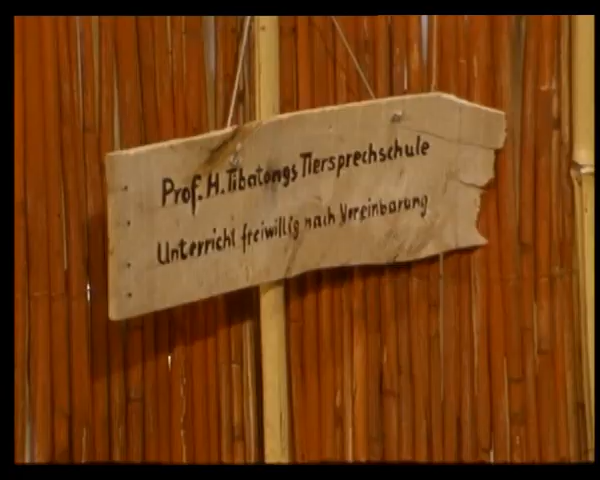 Prof. H. Tibatongs Tiersprechschule
Unterricht freiwillig nach Vereinbarung